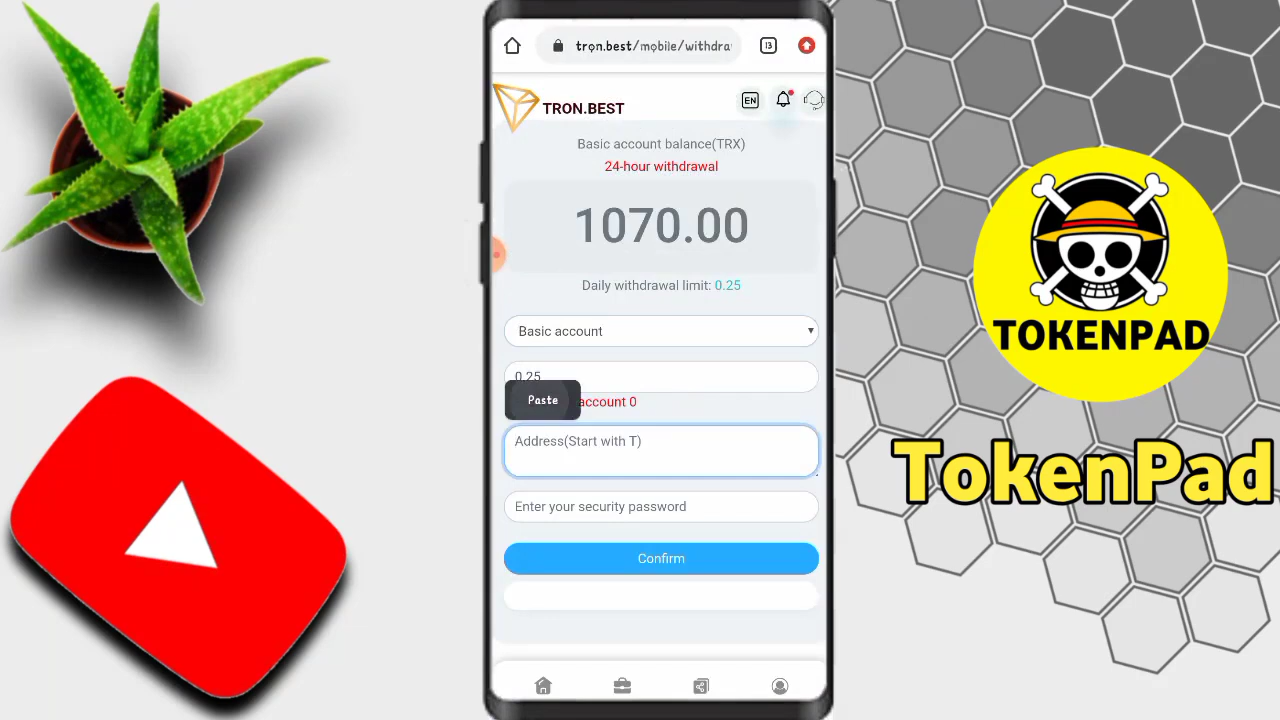 trọn.best/mobile/withdra
13
TRON.BEST
EN
Basic account balance(TRX)
24-hour withdrawal
1070.00
Daily withdrawal limit: 0.25
Basic account
0.25
Paste
account 0
Address(Start with T)
Enter your security password
Confirm
TOKENPAD
TokenPad